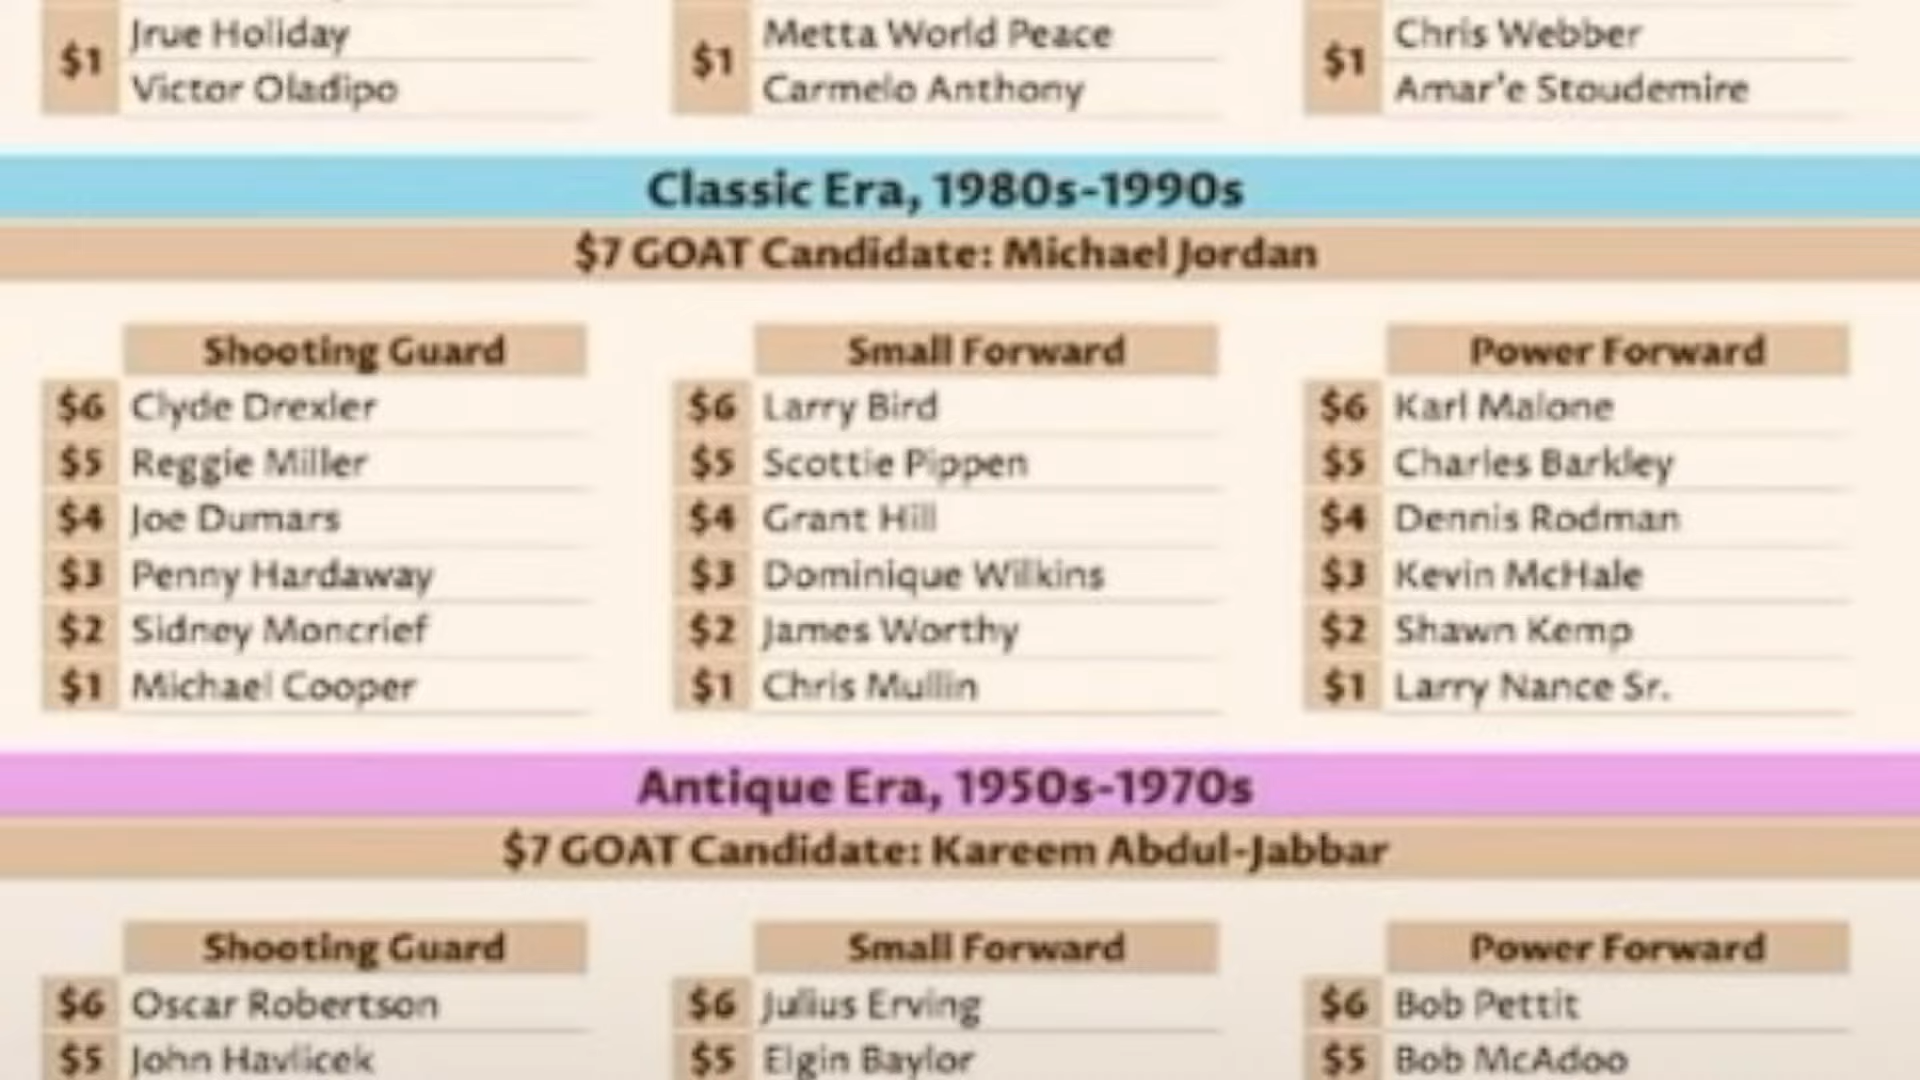 Jrue Holiday Metta World Peace Chris Webber
$1 $1 $1
Victor Oladipo Carmelo Anthony Amar'e Stoudemire
Classic Era, 1980s-1990s
$7 GOAT Candidate: Michael Jordan
Shooting Guard Small Forward Power Forward
$6 Clyde Drexler $6 Larry Bird $6 Karl Malone
$5 Reggie Miller $5 Scottie Pippen $5 Charles Barkley
$4 Joe Dumars $4 Grant Hill $4 Dennis Rodman
$3 Penny Hardaway $3 Dominique Wilkins $3 Kevin McHale
$2 Sidney Moncrief $2 James Worthy $2 Shawn Kemp
$1 Michael Cooper $1 Chris Mullin $1 Larry Nance Sr.
Antique Era, 1950s-1970s
$7 GOAT Candidate: Kareem Abdul-Jabbar
Shooting Guard Small Forward Power Forward
$6 Oscar Robertson $6 Julius Erving $6 Bob Pettit
$5 John Havlicek $5 Elgin Baylor $5 Bob McAdoo